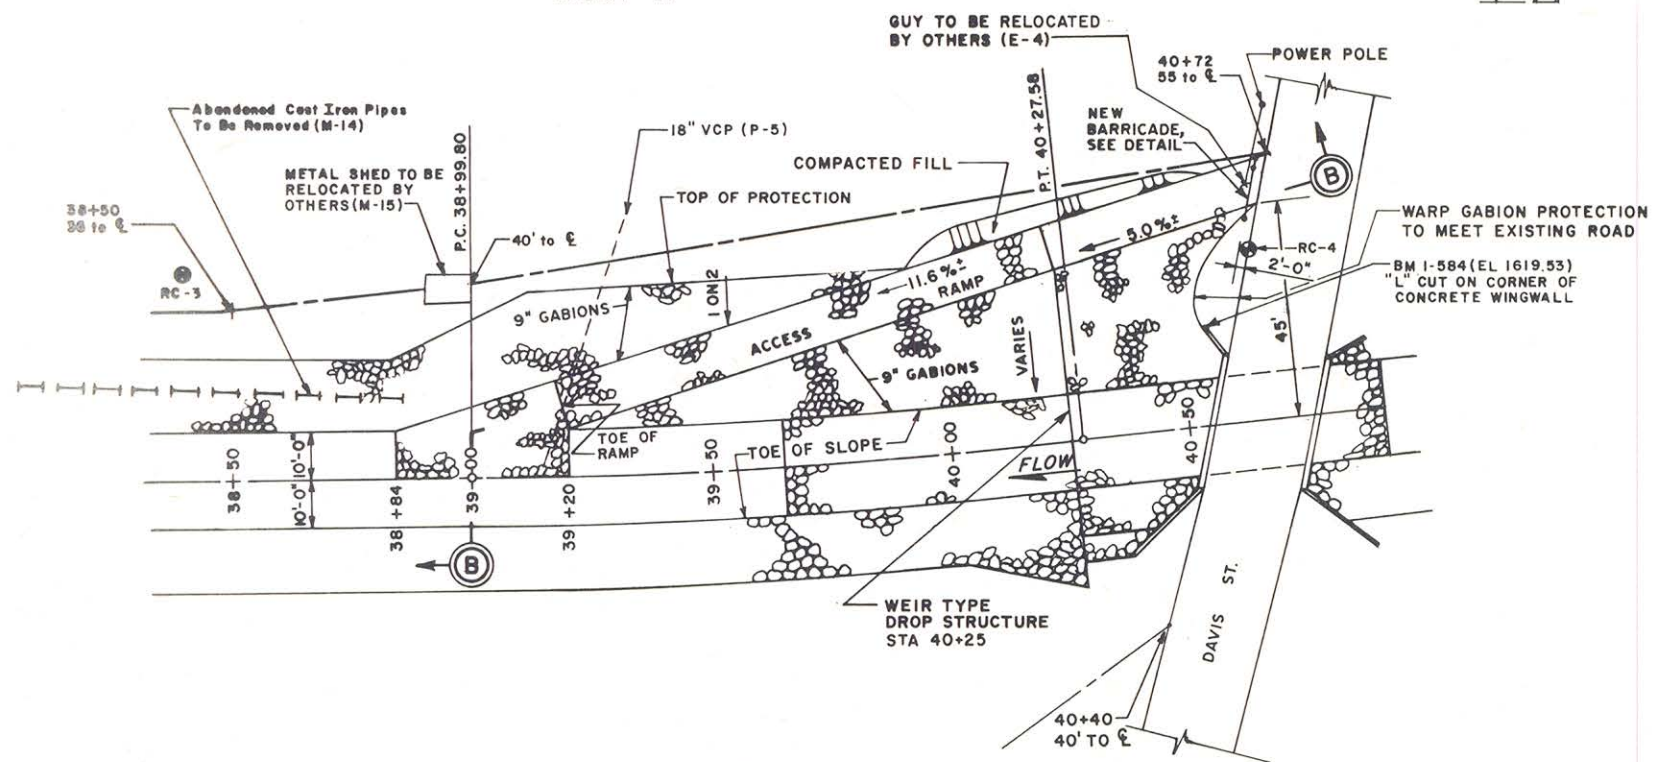 GUY TO BE RELOCATED
BY OTHERS (E-4)
POWER POLE
40+72
55 to ℄
Abandoned Cast Iron Pipes
To Be Removed (M-14)
18" VCP (P-5)
NEW
BARRICADE,
SEE DETAIL
P.C. 38+99.80
P.T. 40+27.58
COMPACTED FILL
METAL SHED TO BE
RELOCATED BY
OTHERS (M-15)
TOP OF PROTECTION
B
38+50
36 to ℄
40' to ℄
5.0%±
WARP GABION PROTECTION
TO MEET EXISTING ROAD
RC-3
RC-4
2'-0"
BM 1-584 (EL 1619.53)
"L" CUT ON CORNER OF
CONCRETE WINGWALL
11.6%±
RAMP
9" GABIONS
1 ON 2
ACCESS
VARIES
45'
9" GABIONS
TOE OF
RAMP
TOE OF SLOPE
FLOW
10'-0"
10'-0"
38+50
38+84
39+00
39+20
39+50
40+00
40+50
B
WEIR TYPE
DROP STRUCTURE
STA 40+25
DAVIS ST.
40+40
40' TO ℄